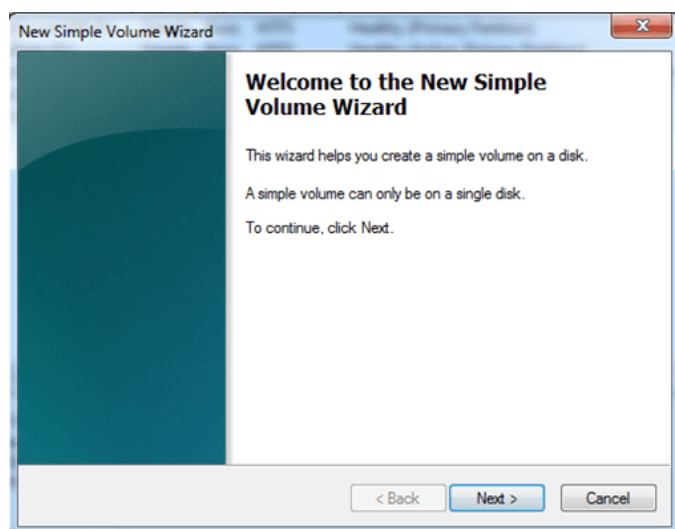 New Simple Volume Wizard
Welcome to the New Simple
Volume Wizard
This wizard helps you create a simple volume on a disk.
A simple volume can only be on a single disk.
To continue, click Next.
< Back
Next >
Cancel